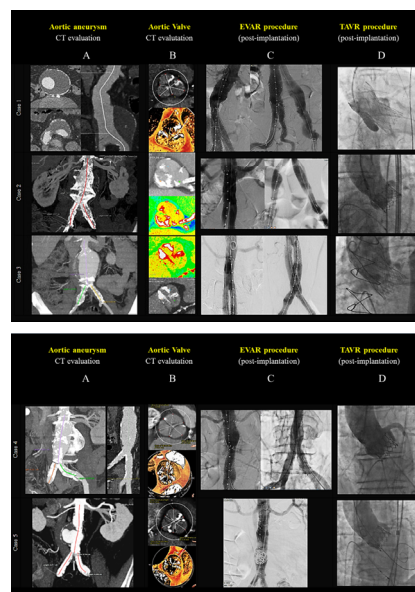 Aortic aneurysm Aortic Valve EVAR procedure TAVR procedure
CT evaluation CT evalutation (post-implantation) (post-implantation)
A B C D
Case 1
Case 2
Case 3
Aortic aneurysm Aortic Valve EVAR procedure TAVR procedure
CT evaluation CT evalutation (post-implantation) (post-implantation)
A B C D
Case 4
Case 5